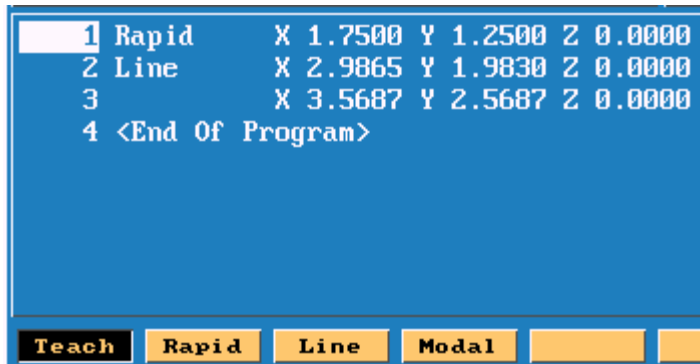 1 Rapid X 1.7500 Y 1.2500 Z 0.0000
2 Line X 2.9865 Y 1.9830 Z 0.0000
3 X 3.5687 Y 2.5687 Z 0.0000
4 <End Of Program>
Teach Rapid Line Modal